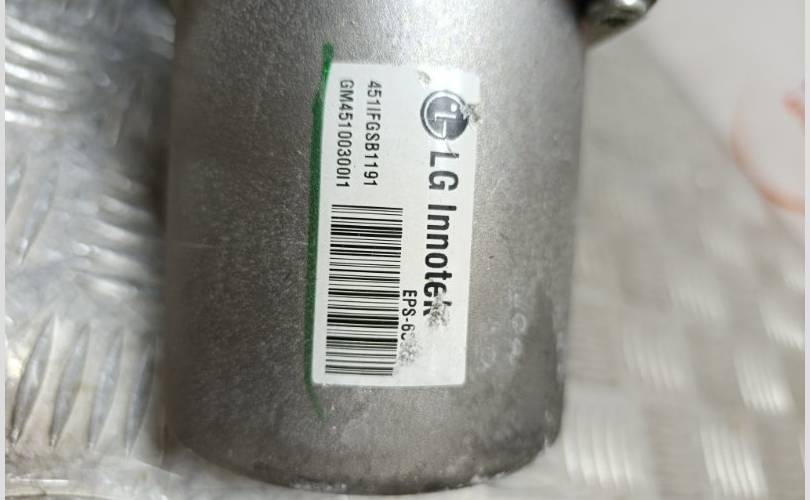 LG Innotek
EPS-6
451IFGSB1191
GM45100300I1